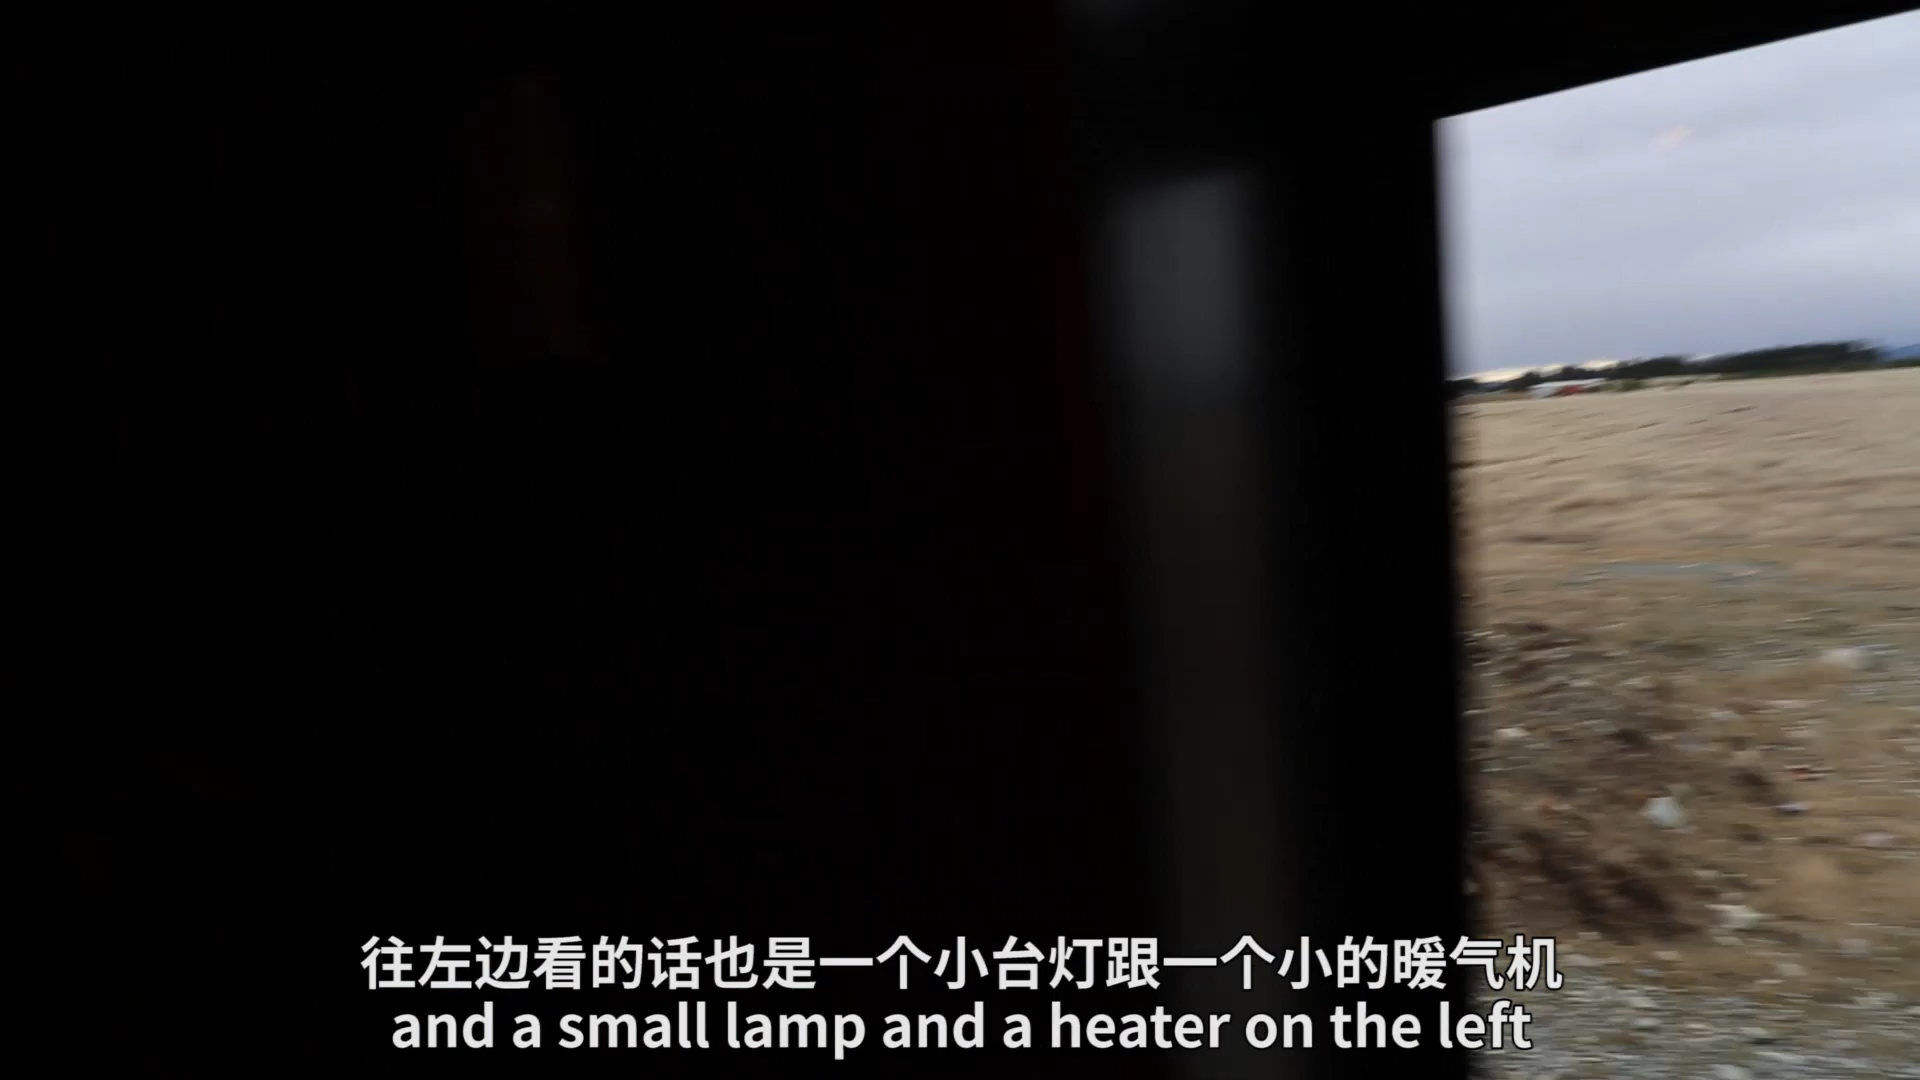 往左边看的话也是一个小台灯跟一个小的暖气机
and a small lamp and a heater on the left